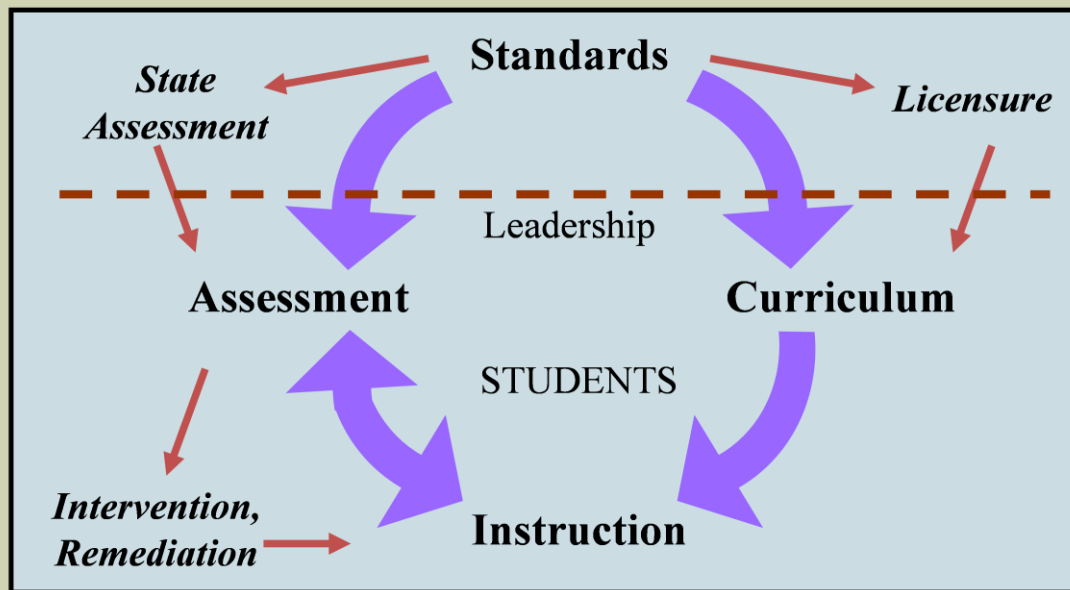 Standards
State
Assessment
Licensure
Leadership
Assessment
Curriculum
STUDENTS
Intervention,
Remediation
Instruction